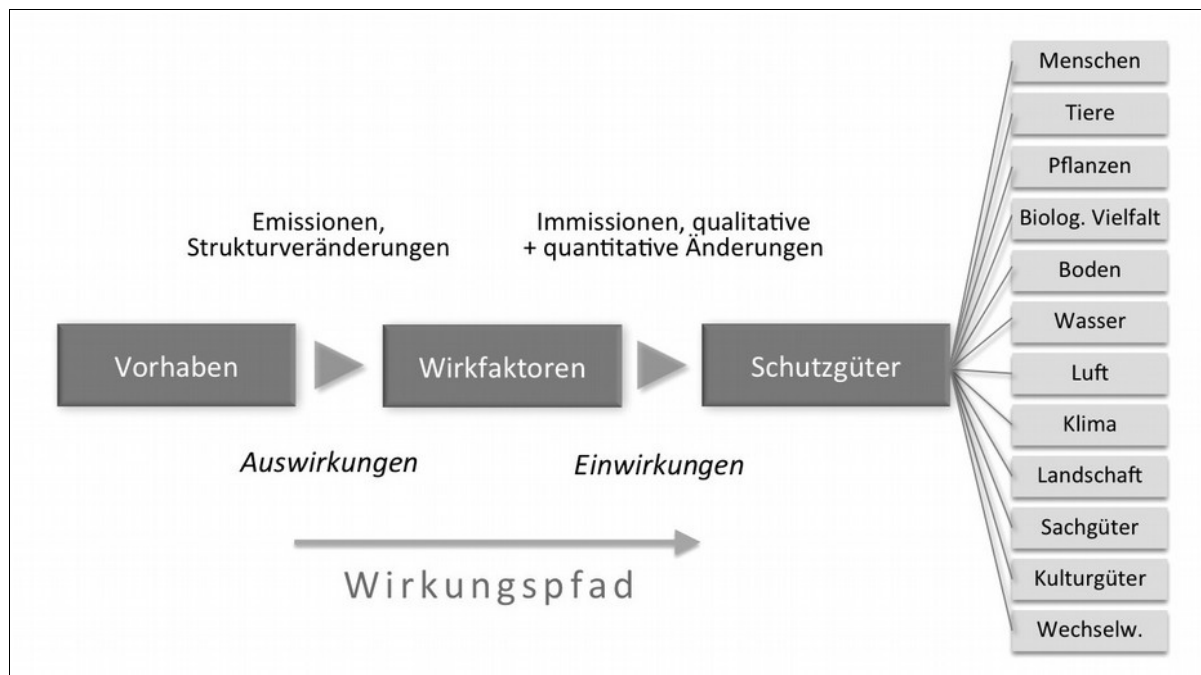 Emissionen,
Strukturveränderungen
Immissionen, qualitative
+ quantitative Änderungen
Vorhaben
Wirkfaktoren
Schutzgüter
Auswirkungen
Einwirkungen
Wirkungspfad
Menschen
Tiere
Pflanzen
Biolog. Vielfalt
Boden
Wasser
Luft
Klima
Landschaft
Sachgüter
Kulturgüter
Wechselw.